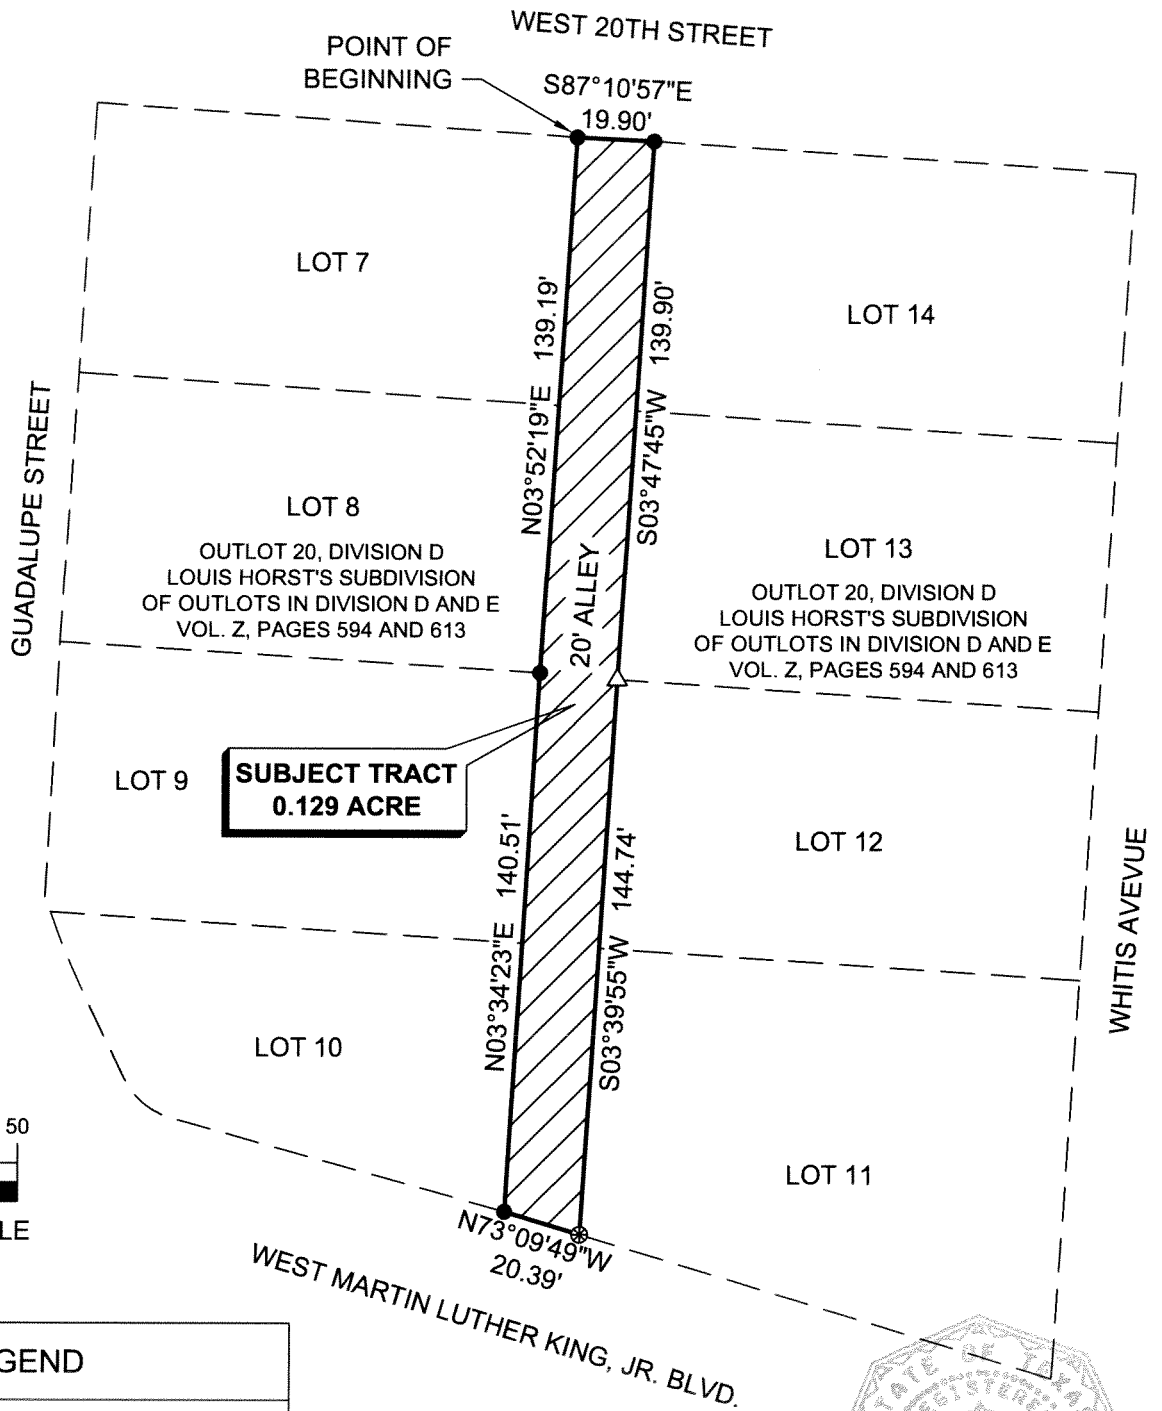 WEST 20TH STREET
POINT OF
BEGINNING
S87°10'57"E
19.90'
LOT 7
LOT 14
N03°52'19"E 139.19'
S03°47'45"W 139.90'
GUADALUPE STREET
LOT 8
OUTLOT 20, DIVISION D
LOUIS HORST'S SUBDIVISION
OF OUTLOTS IN DIVISION D AND E
VOL. Z, PAGES 594 AND 613
20' ALLEY
LOT 13
OUTLOT 20, DIVISION D
LOUIS HORST'S SUBDIVISION
OF OUTLOTS IN DIVISION D AND E
VOL. Z, PAGES 594 AND 613
LOT 9
SUBJECT TRACT
0.129 ACRE
LOT 12
N03°34'23"E 140.51'
S03°39'55"W 144.74'
WHITIS AVEVUE
LOT 10
LOT 11
50
LE
N73°09'49"W
20.39'
WEST MARTIN LUTHER KING, JR. BLVD.
GEND
STATE OF TEXAS